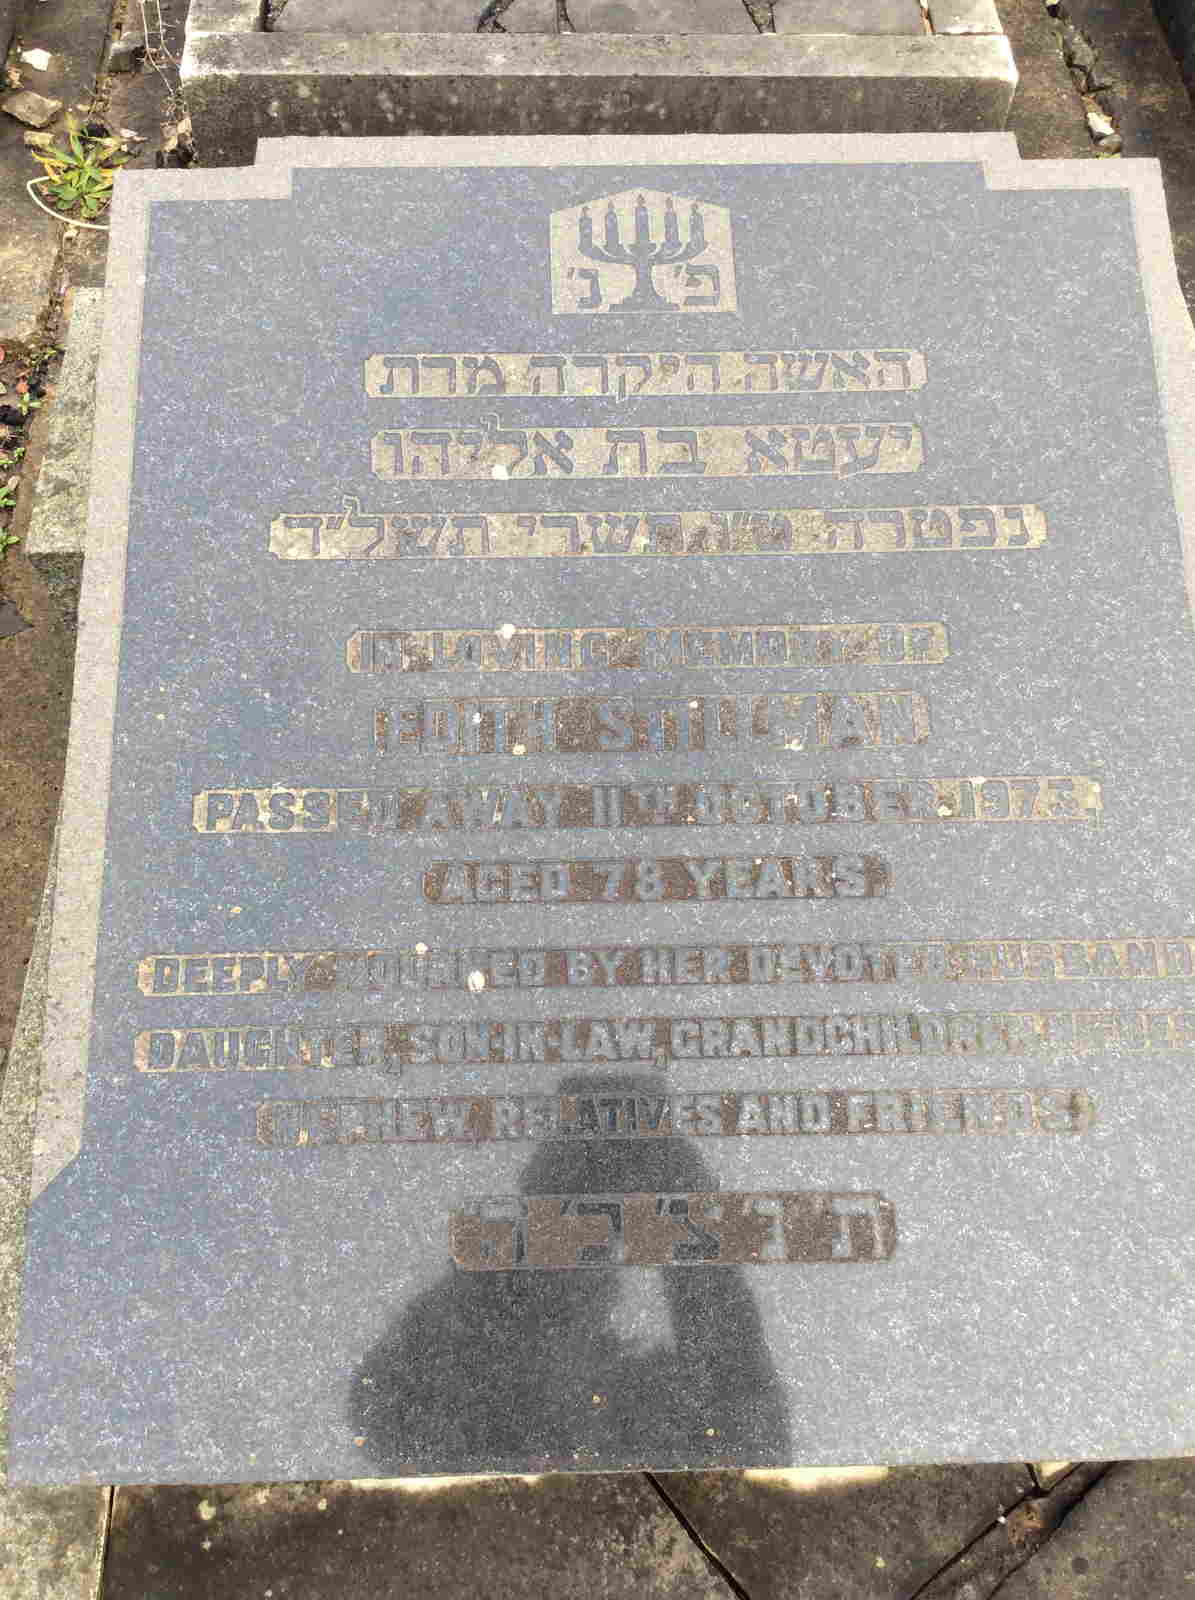 פ' נ'
האשה היקרה מרת
יעטא בת אליהו
נפטרה ט"ו תשרי תשל"ד
IN LOVING MEMORY OF
EDITH STILLMAN
PASSED AWAY 11TH OCTOBER 1973,
AGED 78 YEARS
DEEPLY MOURNED BY HER DEVOTED HUSBAND
DAUGHTER, SON-IN-LAW, GRANDCHILDREN
NEPHEW, RELATIVES AND FRIENDS.
ת' נ' צ' ב' ה'